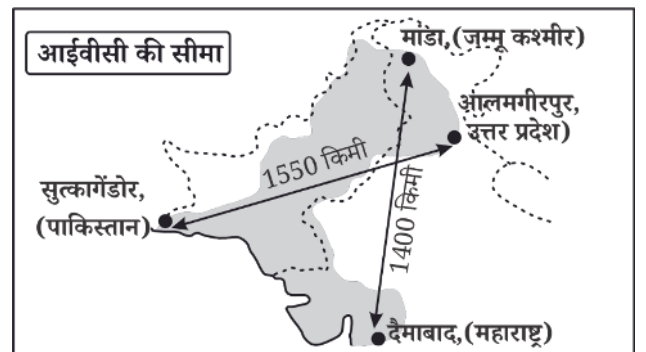 आईवीसी की सीमा
मांडा,(जम्मू कश्मीर)
आलमगीरपुर,
उत्तर प्रदेश)
1550 किमी
सुत्कागेंडोर,
(पाकिस्तान)
1400 किमी
दैमाबाद,(महाराष्ट्र)